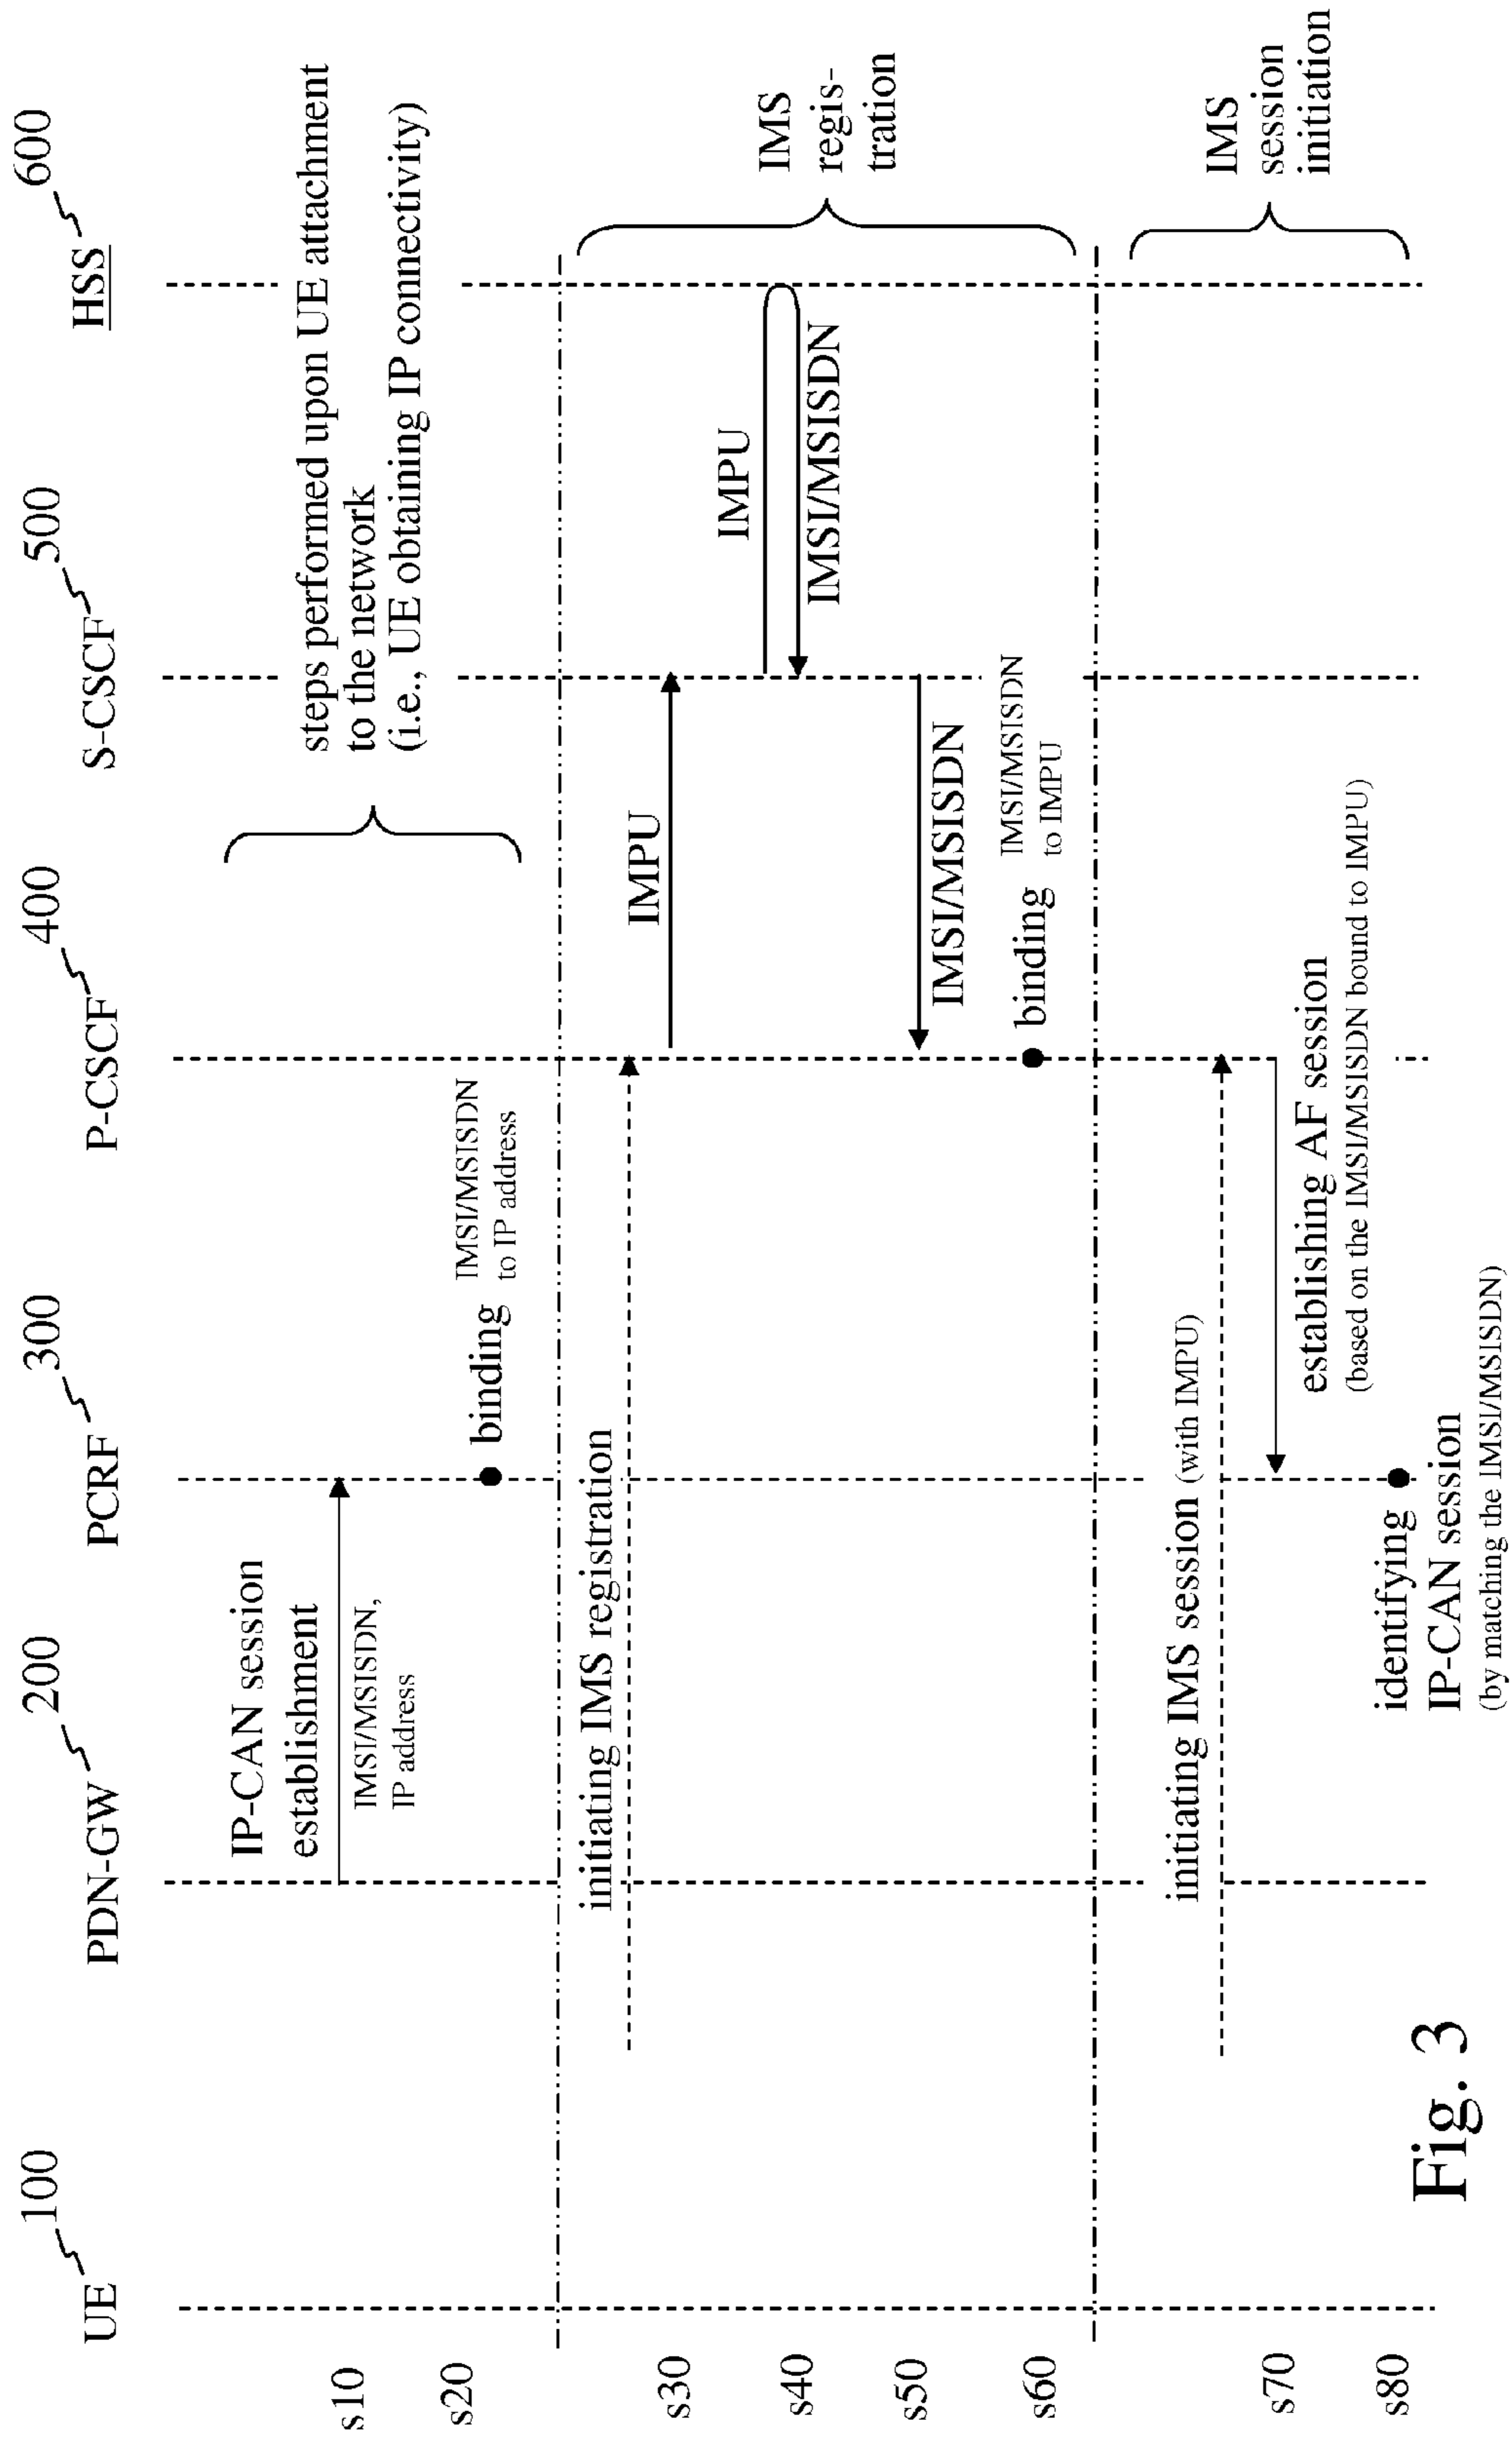 UE 100
PDN-GW 200
PCRF 300
P-CSCF 400
S-CSCF 500
HSS 600
s10
IP-CAN session
establishment
IMSI/MSISDN,
IP address
steps performed upon UE attachment
to the network
(i.e., UE obtaining IP connectivity)
s20
binding
IMSI/MSISDN
to IP address
initiating IMS registration
s30
IMPU
s40
IMPU
IMSI/MSISDN
IMS
regis-
tration
s50
IMSI/MSISDN
s60
binding
IMSI/MSISDN
to IMPU
initiating IMS session (with IMPU)
IMS
session
initiation
s70
establishing AF session
(based on the IMSI/MSISDN bound to IMPU)
s80
identifying
IP-CAN session
(by matching the IMSI/MSISDN)
Fig. 3